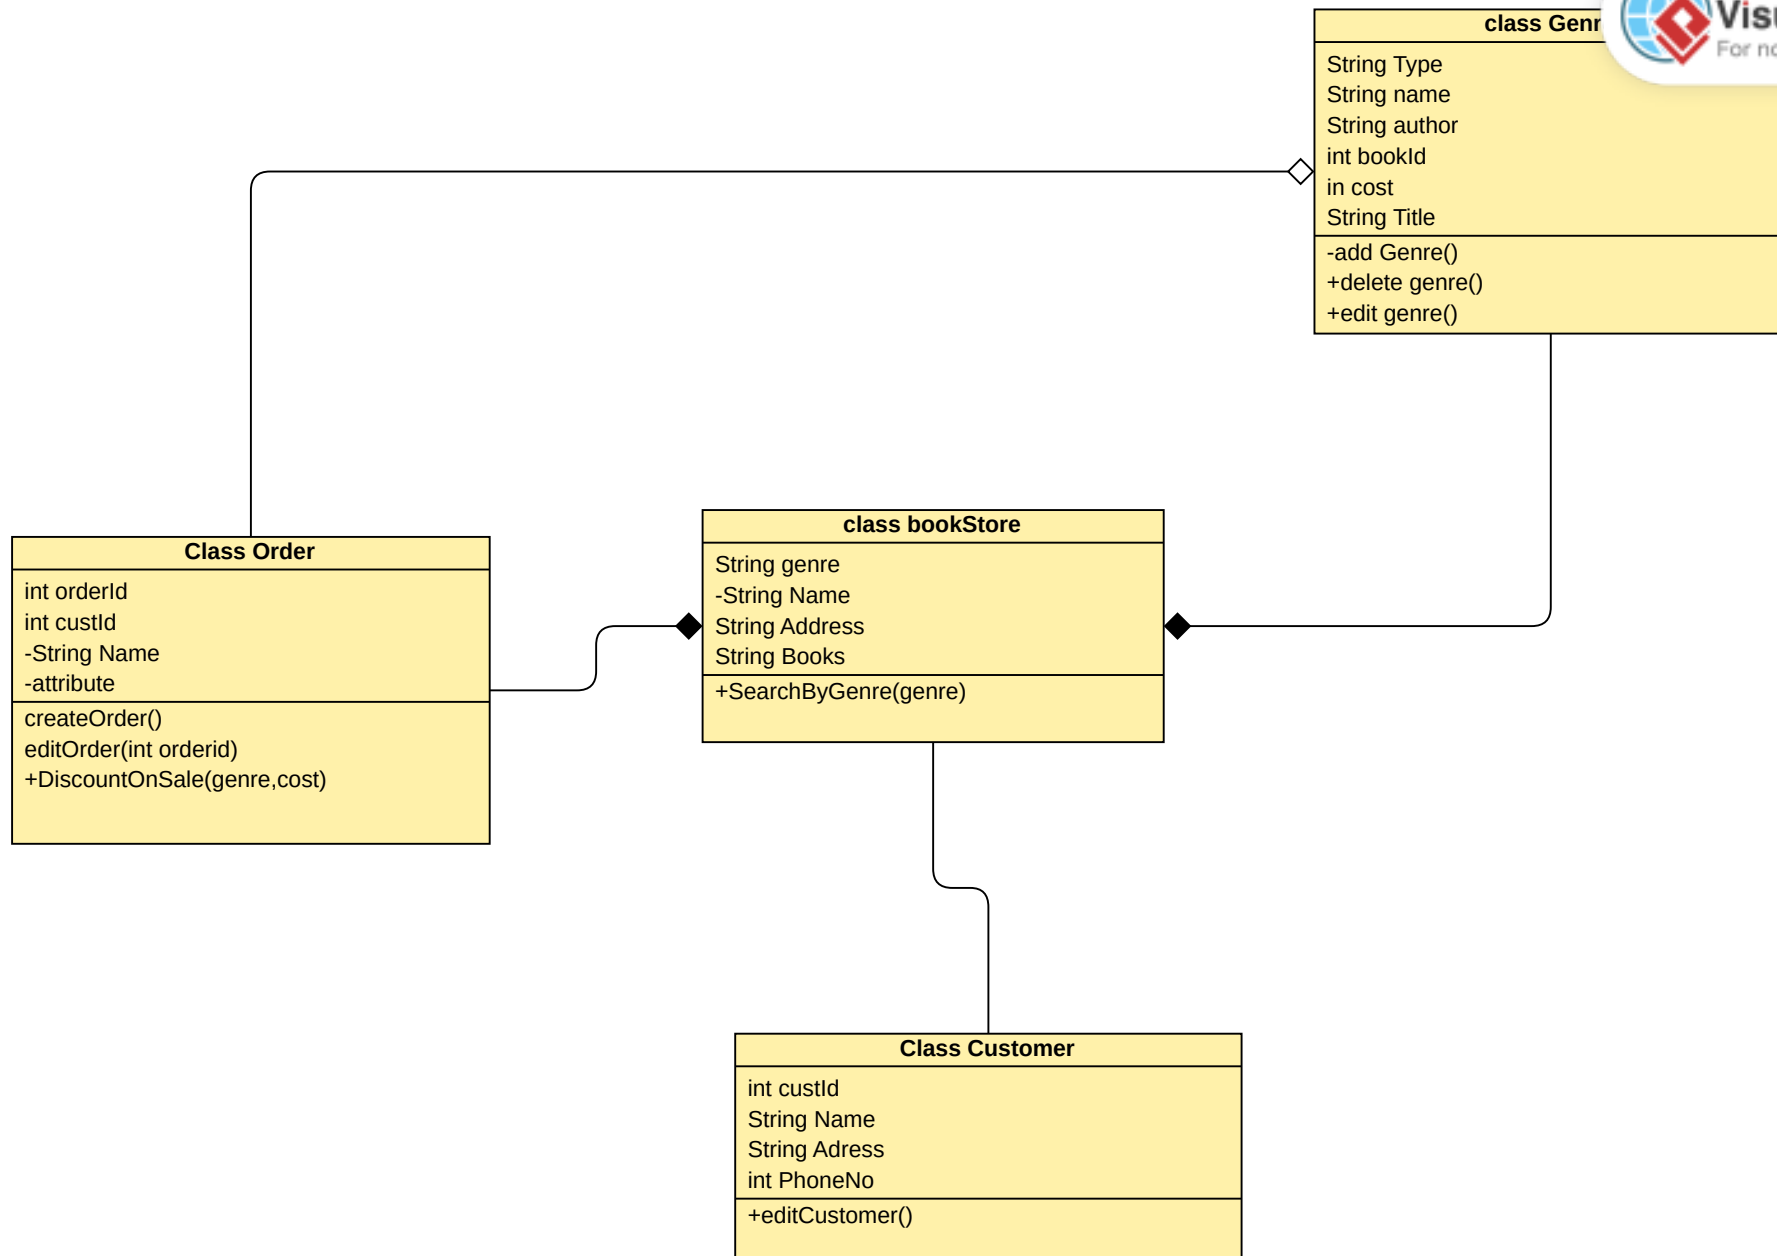 class Genr
String Type
String name
String author
int bookId
in cost
String Title
-add Genre()
+delete genre()
+edit genre()
Visu
For no
Class Order
int orderId
int custId
-String Name
-attribute
createOrder()
editOrder(int orderid)
+DiscountOnSale(genre,cost)
class bookStore
String genre
-String Name
String Address
String Books
+SearchByGenre(genre)
Class Customer
int custId
String Name
String Adress
int PhoneNo
+editCustomer()